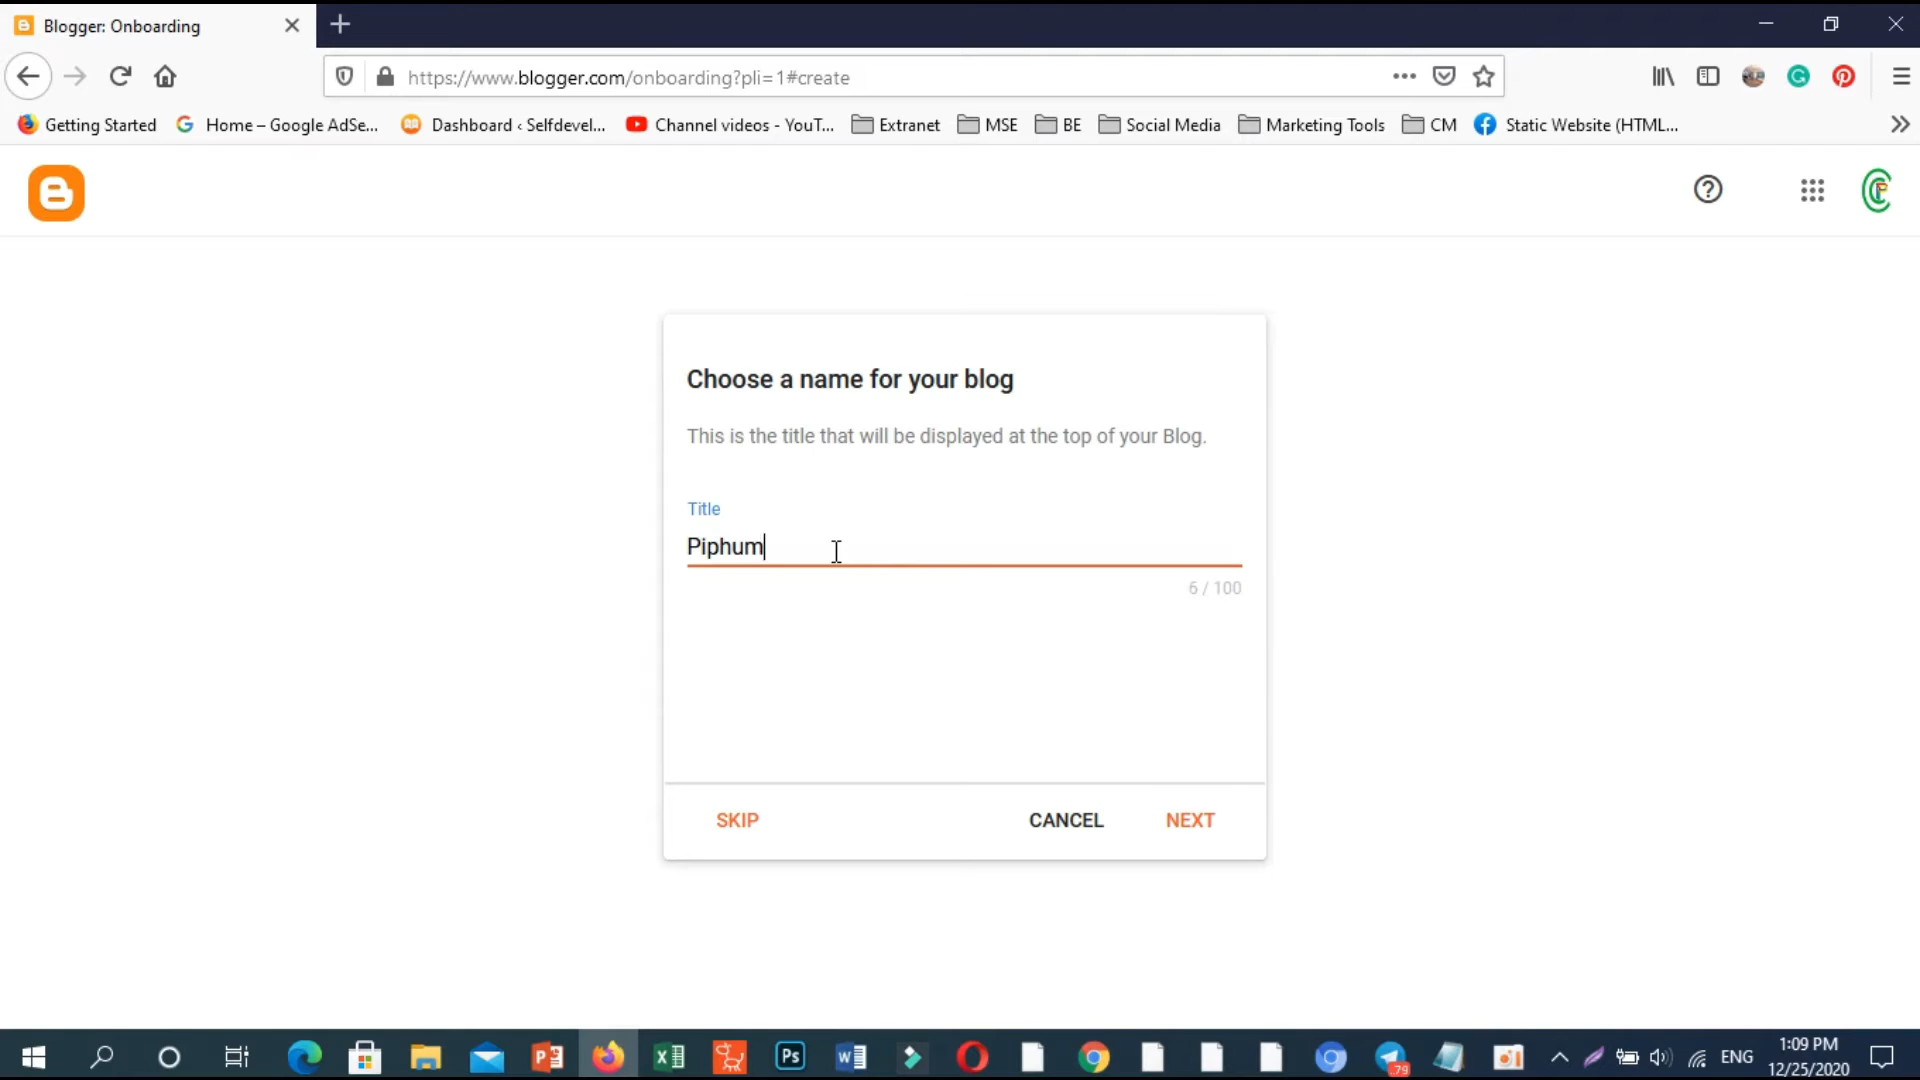 Blogger: Onboarding
https://www.blogger.com/onboarding?pli=1#create
Getting Started
Home – Google AdSe...
Dashboard ‹ Selfdevel...
Channel videos - YouT...
Extranet
MSE
BE
Social Media
Marketing Tools
CM
Static Website (HTML...
Choose a name for your blog
This is the title that will be displayed at the top of your Blog.
Title
Piphum
6 / 100
SKIP
CANCEL
NEXT
79
ENG
1:09 PM
12/25/2020